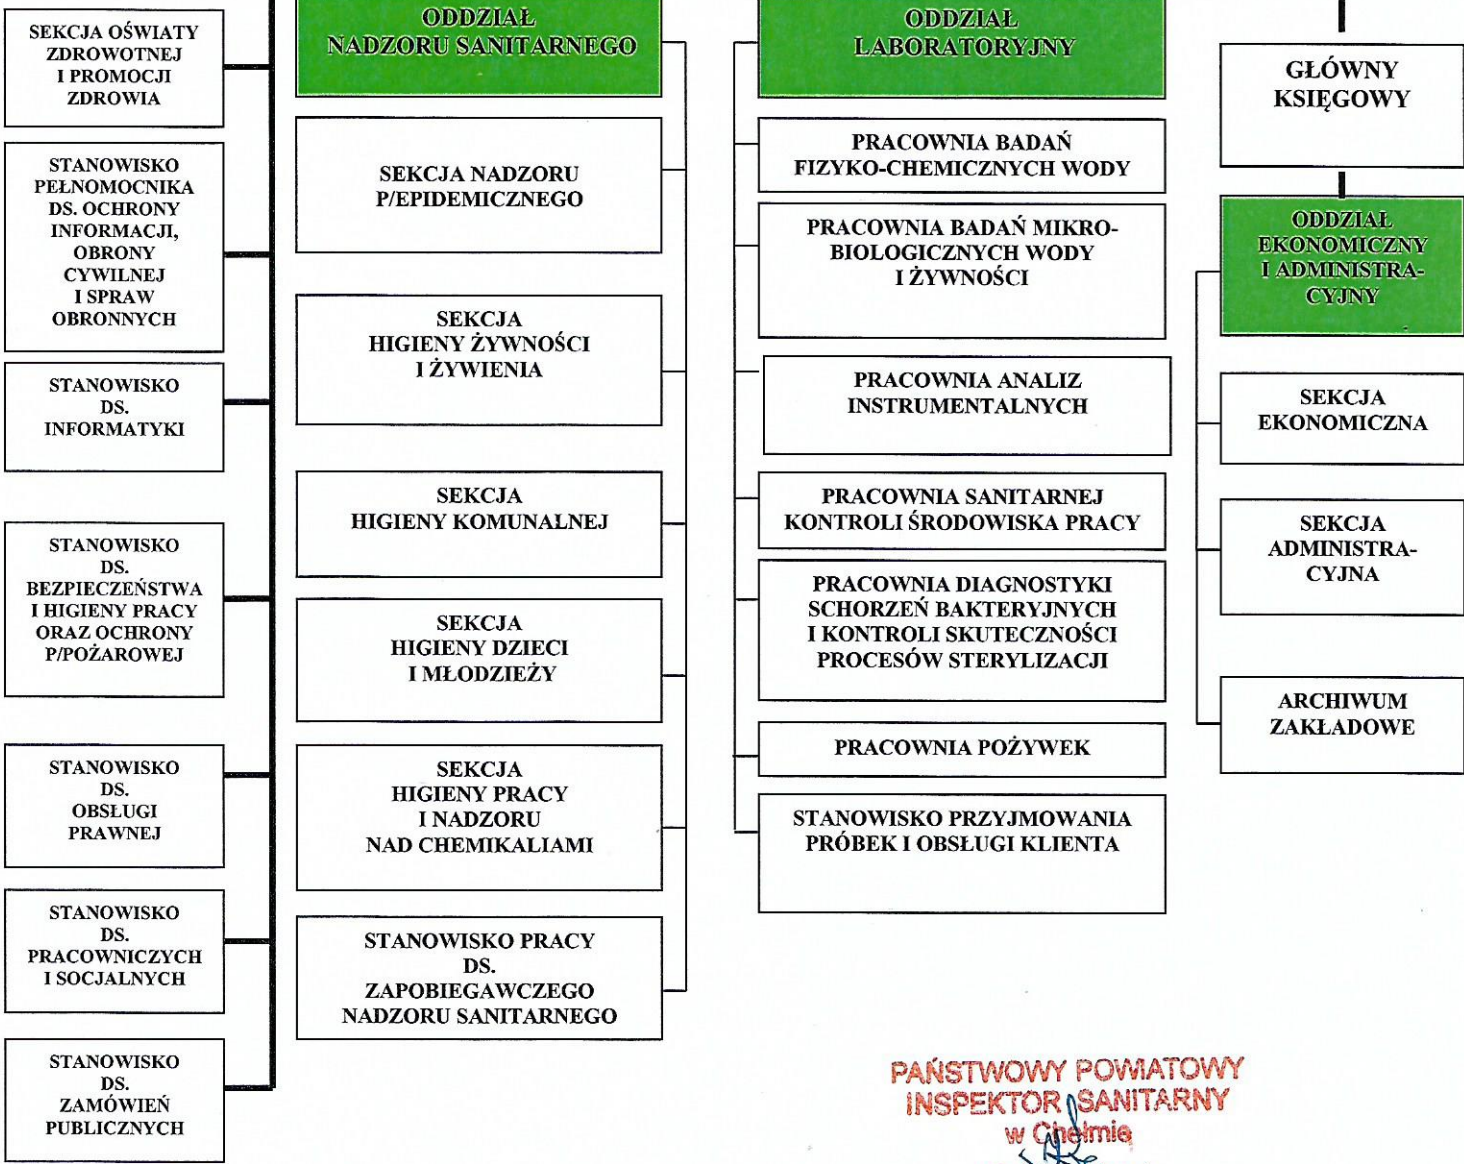 SEKCJA OŚWIATY
ZDROWOTNEJ
I PROMOCJI
ZDROWIA
STANOWISKO
PEŁNOMOCNIKA
DS. OCHRONY
INFORMACJI,
OBRONY
CYWILNEJ
I SPRAW
OBRONNYCH
STANOWISKO
DS.
INFORMATYKI
STANOWISKO
DS.
BEZPIECZEŃSTWA
I HIGIENY PRACY
ORAZ OCHRONY
P/POŻAROWEJ
STANOWISKO
DS.
OBSŁUGI
PRAWNEJ
STANOWISKO
DS.
PRACOWNICZYCH
I SOCJALNYCH
STANOWISKO
DS.
ZAMÓWIEŃ
PUBLICZNYCH
ODDZIAŁ
NADZORU SANITARNEGO
SEKCJA NADZORU
P/EPIDEMICZNEGO
SEKCJA
HIGIENY ŻYWNOŚCI
I ŻYWIENIA
SEKCJA
HIGIENY KOMUNALNEJ
SEKCJA
HIGIENY DZIECI
I MŁODZIEŻY
SEKCJA
HIGIENY PRACY
I NADZORU
NAD CHEMIKALIAMI
STANOWISKO PRACY
DS.
ZAPOBIEGAWCZEGO
NADZORU SANITARNEGO
ODDZIAŁ
LABORATORYJNY
PRACOWNIA BADAŃ
FIZYKO-CHEMICZNYCH WODY
PRACOWNIA BADAŃ MIKRO-
BIOLOGICZNYCH WODY
I ŻYWNOŚCI
PRACOWNIA ANALIZ
INSTRUMENTALNYCH
PRACOWNIA SANITARNEJ
KONTROLI ŚRODOWISKA PRACY
PRACOWNIA DIAGNOSTYKI
SCHORZEŃ BAKTERYJNYCH
I KONTROLI SKUTECZNOŚCI
PROCESÓW STERYLIZACJI
PRACOWNIA POŻYWEK
STANOWISKO PRZYJMOWANIA
PRÓBEK I OBSŁUGI KLIENTA
GŁÓWNY
KSIĘGOWY
ODDZIAŁ
EKONOMICZNY
I ADMINISTRA-
CYJNY
SEKCJA
EKONOMICZNA
SEKCJA
ADMINISTRA-
CYJNA
ARCHIWUM
ZAKŁADOWE
PAŃSTWOWY POWIATOWY
INSPEKTOR SANITARNY
w Chełmie